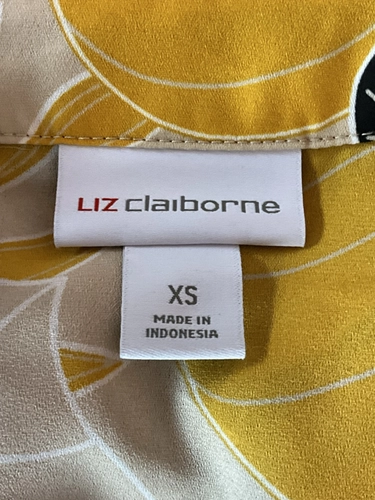 LIZ claiborne
XS
MADE IN
INDONESIA